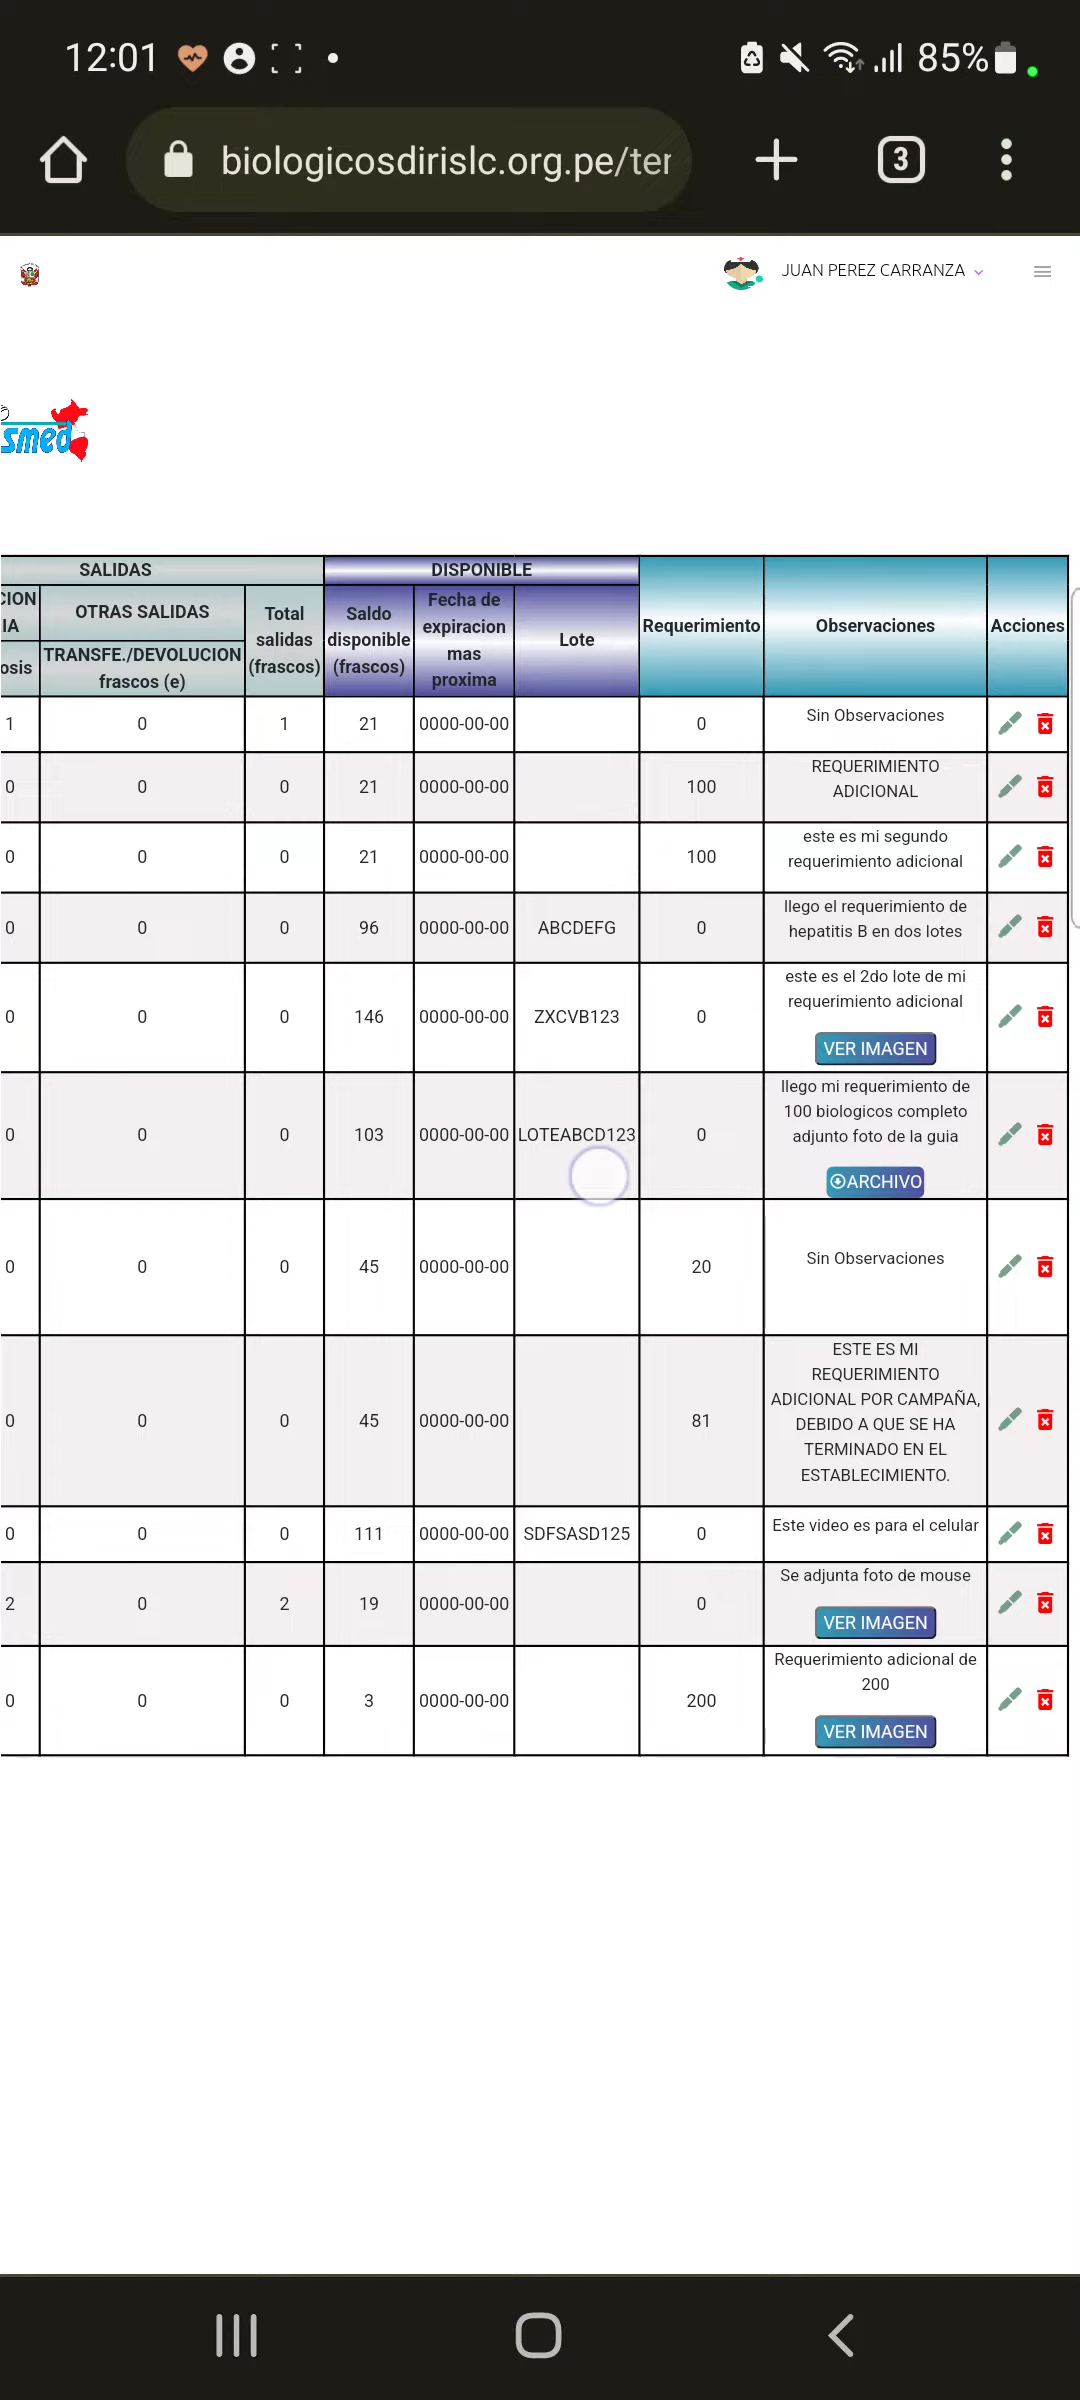 12:01
85%
biologicosdirislc.org.pe/ter
3
JUAN PEREZ CARRANZA
smed
SALIDAS
DISPONIBLE
Requerimiento
Observaciones
Acciones
CION
IA
osis
OTRAS SALIDAS
TRANSFE./DEVOLUCION
frascos (e)
Total
salidas
(frascos)
Saldo
disponible
(frascos)
Fecha de
expiracion
mas
proxima
Lote
1 0 1 21 0000-00-00 0 Sin Observaciones
0 0 0 21 0000-00-00 100 REQUERIMIENTO
ADICIONAL
0 0 0 21 0000-00-00 100 este es mi segundo
requerimiento adicional
0 0 0 96 0000-00-00 ABCDEFG 0 llego el requerimiento de
hepatitis B en dos lotes
0 0 0 146 0000-00-00 ZXCVB123 0 este es el 2do lote de mi
requerimiento adicional
VER IMAGEN
0 0 0 103 0000-00-00 LOTEABCD123 0 llego mi requerimiento de
100 biologicos completo
adjunto foto de la guia
ARCHIVO
0 0 0 45 0000-00-00 20 Sin Observaciones
0 0 0 45 0000-00-00 81 ESTE ES MI
REQUERIMIENTO
ADICIONAL POR CAMPAÑA,
DEBIDO A QUE SE HA
TERMINADO EN EL
ESTABLECIMIENTO.
0 0 0 111 0000-00-00 SDFSASD125 0 Este video es para el celular
2 0 2 19 0000-00-00 0 Se adjunta foto de mouse
VER IMAGEN
0 0 0 3 0000-00-00 200 Requerimiento adicional de
200
VER IMAGEN